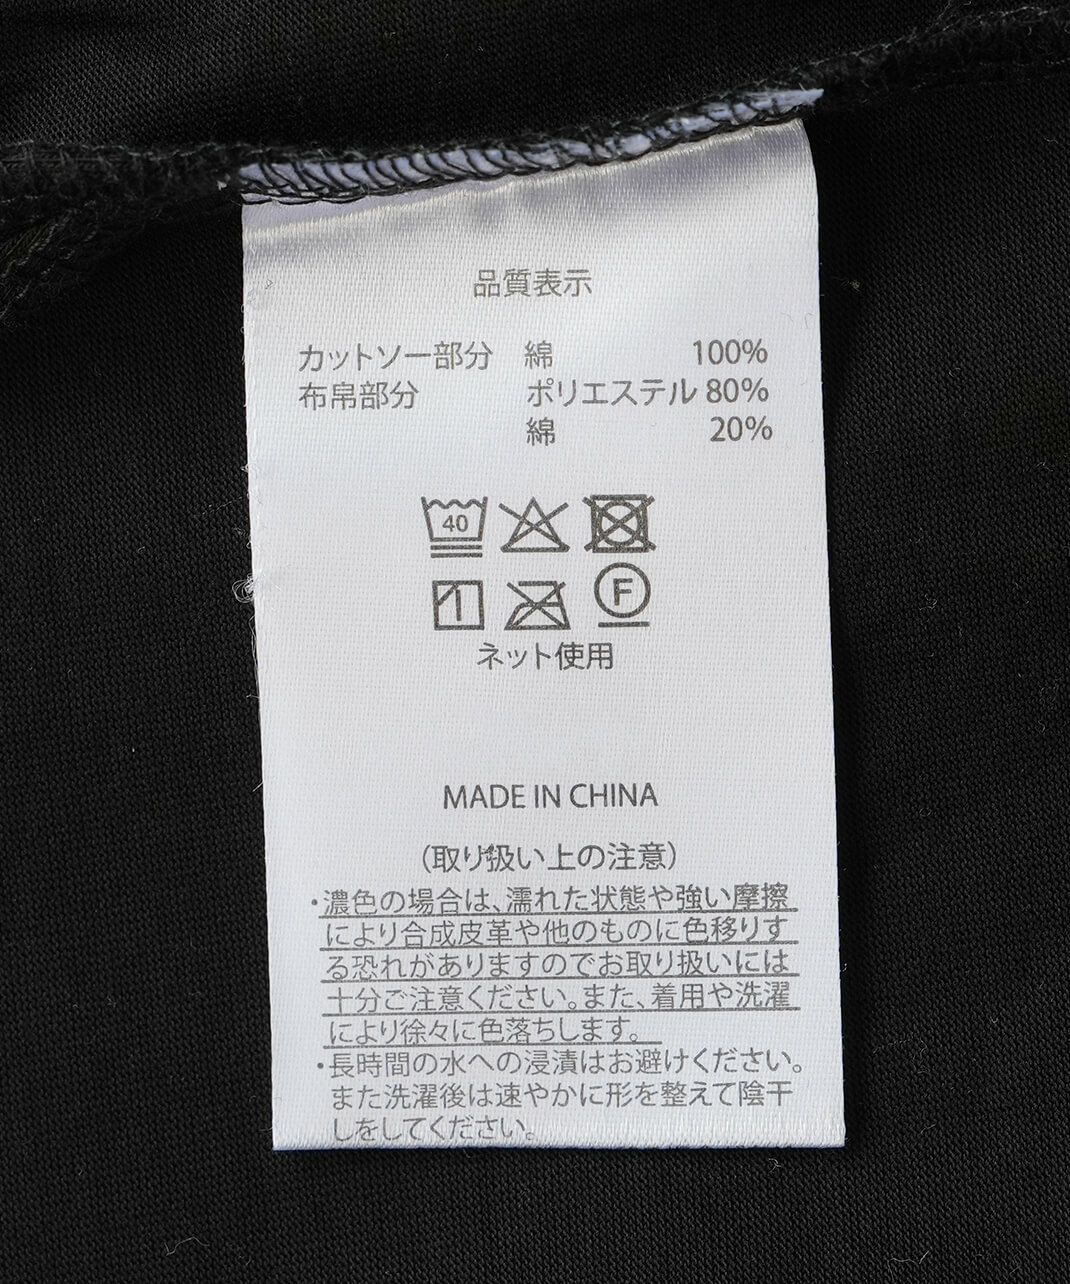 品質表示
カットソー部分 綿 100%
布帛部分 ポリエステル 80%
綿 20%
40
F
ネット使用
MADE IN CHINA
(取り扱い上の注意)
・濃色の場合は、濡れた状態や強い摩擦
により合成皮革や他のものに色移りす
る恐れがありますのでお取り扱いには
十分ご注意ください。また、着用や洗濯
により徐々に色落ちします。
・長時間の水への浸漬はお避けください。
また洗濯後は速やかに形を整えて陰干
しをしてください。